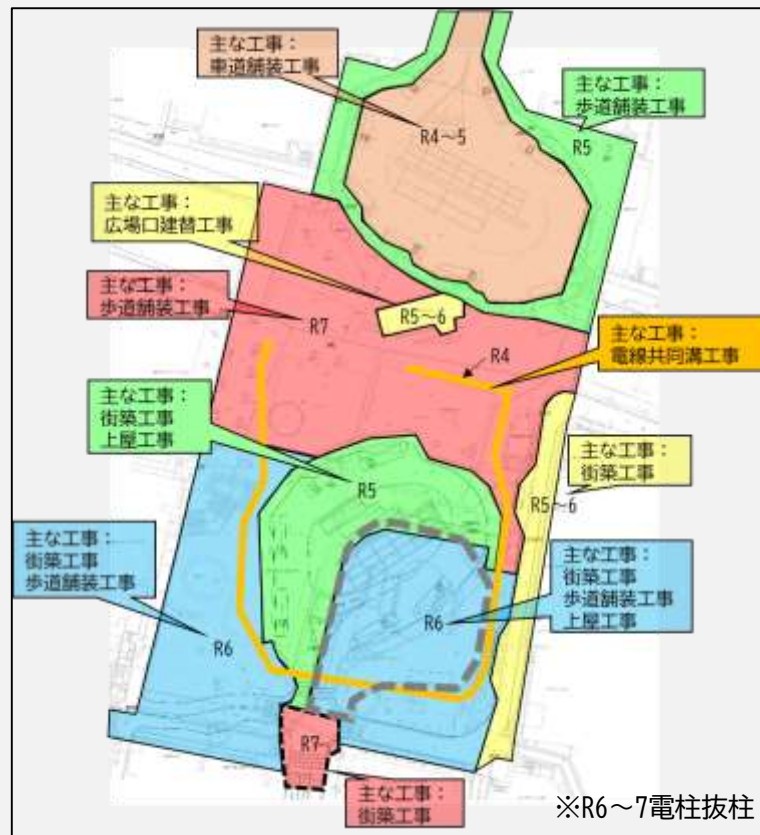 主な工事：
車道舗装工事
主な工事：
歩道舗装工事
R4～5
R5
主な工事：
広場口建替工事
R5～6
主な工事：
歩道舗装工事
R7
R4
主な工事：
電線共同溝工事
主な工事：
街築工事
上屋工事
R5
主な工事：
街築工事
R5～6
主な工事：
街築工事
歩道舗装工事
R6
主な工事：
街築工事
歩道舗装工事
上屋工事
R6
R7
主な工事：
街築工事
※R6～7電柱抜柱